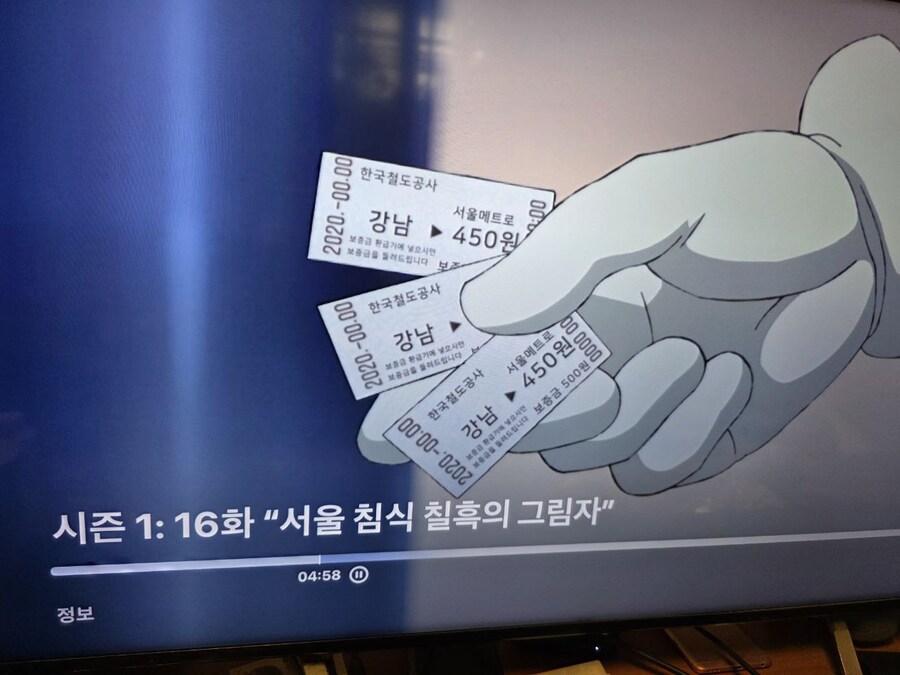 2020.-00.00
한국철도공사
서울메트로
강남 ▶ 450원
보증금 환급기에 넣으시면
보증금을 돌려드립니다
2020.-00.00
한국철도공사
강남 ▶
보증금 환급기에 넣으시면
보증금을 돌려드립니다
2020.-00.00
한국철도공사
서울메트로
강남 ▶ 450원
보증금 환급기에 넣으시면
보증금을 돌려드립니다
보증금 500원
시즌 1: 16화 “서울 침식 칠흑의 그림자”
04:58
정보